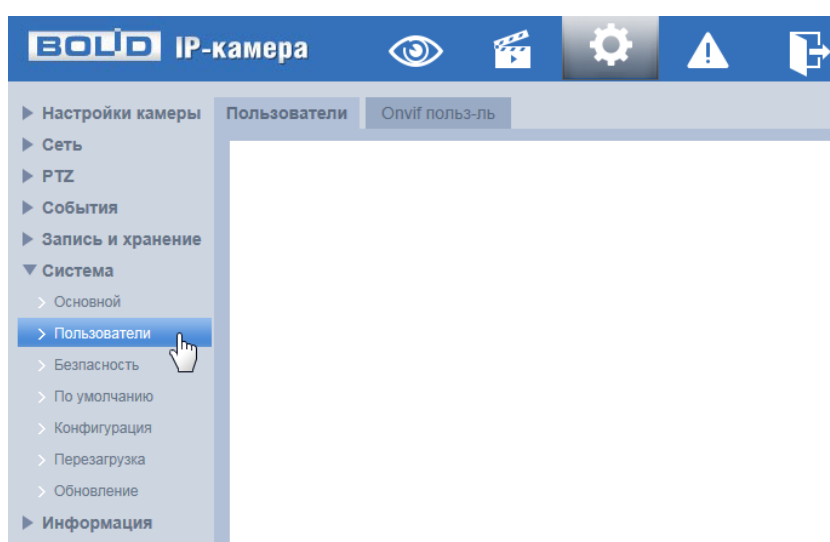 BOLID IP-камера
Настройки камеры
Пользователи
Onvif польз-ль
Сеть
PTZ
События
Запись и хранение
Система
Основной
Пользователи
Безпасность
По умолчанию
Конфигурация
Перезагрузка
Обновление
Информация